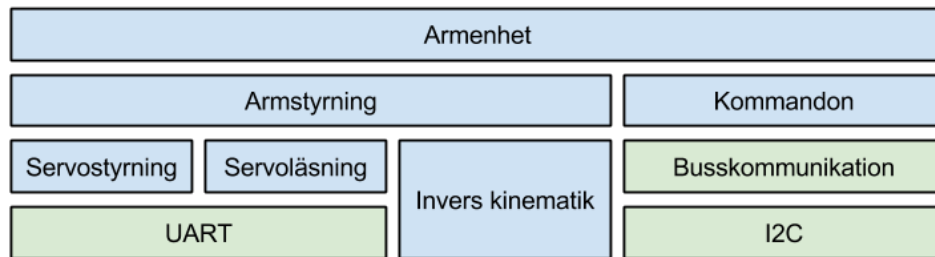 Armenhet
Armstyrning
Kommandon
Servostyrning
Servoläsning
Invers kinematik
Busskommunikation
UART
I2C